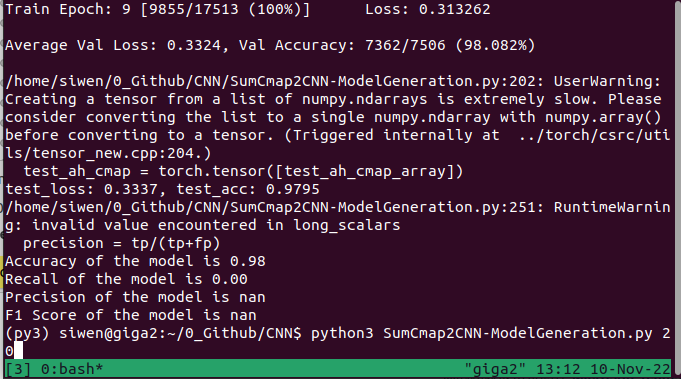 Train Epoch: 9 [9855/17513 (100%)]      Loss: 0.313262
Average Val Loss: 0.3324, Val Accuracy: 7362/7506 (98.082%)
/home/siwen/0_Github/CNN/SumCmap2CNN-ModelGeneration.py:202: UserWarning:
Creating a tensor from a list of numpy.ndarrays is extremely slow. Please
consider converting the list to a single numpy.ndarray with numpy.array()
before converting to a tensor. (Triggered internally at  ../torch/csrc/uti
ls/tensor_new.cpp:204.)
  test_ah_cmap = torch.tensor([test_ah_cmap_array])
test_loss: 0.3337, test_acc: 0.9795
/home/siwen/0_Github/CNN/SumCmap2CNN-ModelGeneration.py:251: RuntimeWarnin
g: invalid value encountered in long_scalars
  precision = tp/(tp+fp)
Accuracy of the model is 0.98
Recall of the model is 0.00
Precision of the model is nan
F1 Score of the model is nan
(py3) siwen@giga2:~/0_Github/CNN$ python3 SumCmap2CNN-ModelGeneration.py 2
0
[3] 0:bash* "giga2" 13:12 10-Nov-22